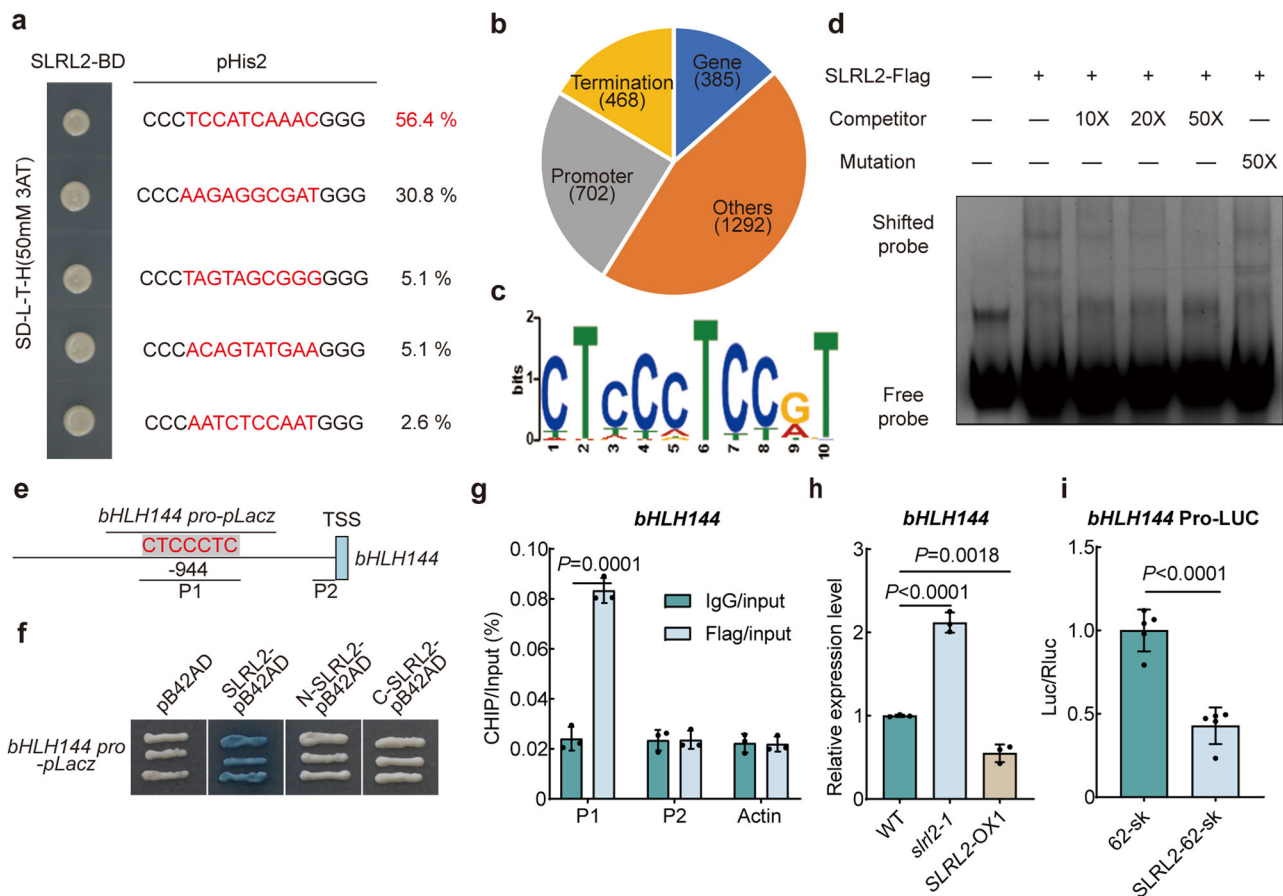 a
SLRL2-BD
pHis2
SD-L-T-H(50mM 3AT)
CCCTCCATCAAACGGG 56.4 %
CCCAAGAGGCGATGGG 30.8 %
CCCTAGTAGCGGGGGG 5.1 %
CCCACAGTATGAAGGG 5.1 %
CCCAATCTCCAATGGG 2.6 %
b
Termination
(468)
Gene
(385)
Promoter
(702)
Others
(1292)
c
2
1
0
bits
CTCCCTCCGT
1 2 3 4 5 6 7 8 9 10
d
SLRL2-Flag — + + + + +
Competitor — — 10X 20X 50X —
Mutation — — — — — 50X
Shifted
probe
Free
probe
e
bHLH144 pro-pLacz
TSS
CTCCCTC
bHLH144
-944
P1
P2
f
pB42AD
SLRL2-
pB42AD
N-SLRL2-
pB42AD
C-SLRL2-
pB42AD
bHLH144 pro
-pLacz
g
bHLH144
CHIP/Input (%)
0.10
0.08
0.06
0.04
0.02
0
P=0.0001
IgG/input
Flag/input
P1 P2 Actin
h
bHLH144
Relative expression level
3
2
1
0
P=0.0018
P<0.0001
WT
slrl2-1
SLRL2-OX1
i
bHLH144 Pro-LUC
Luc/Rluc
1.5
1.0
0.5
0
P<0.0001
62-sk
SLRL2-62-sk